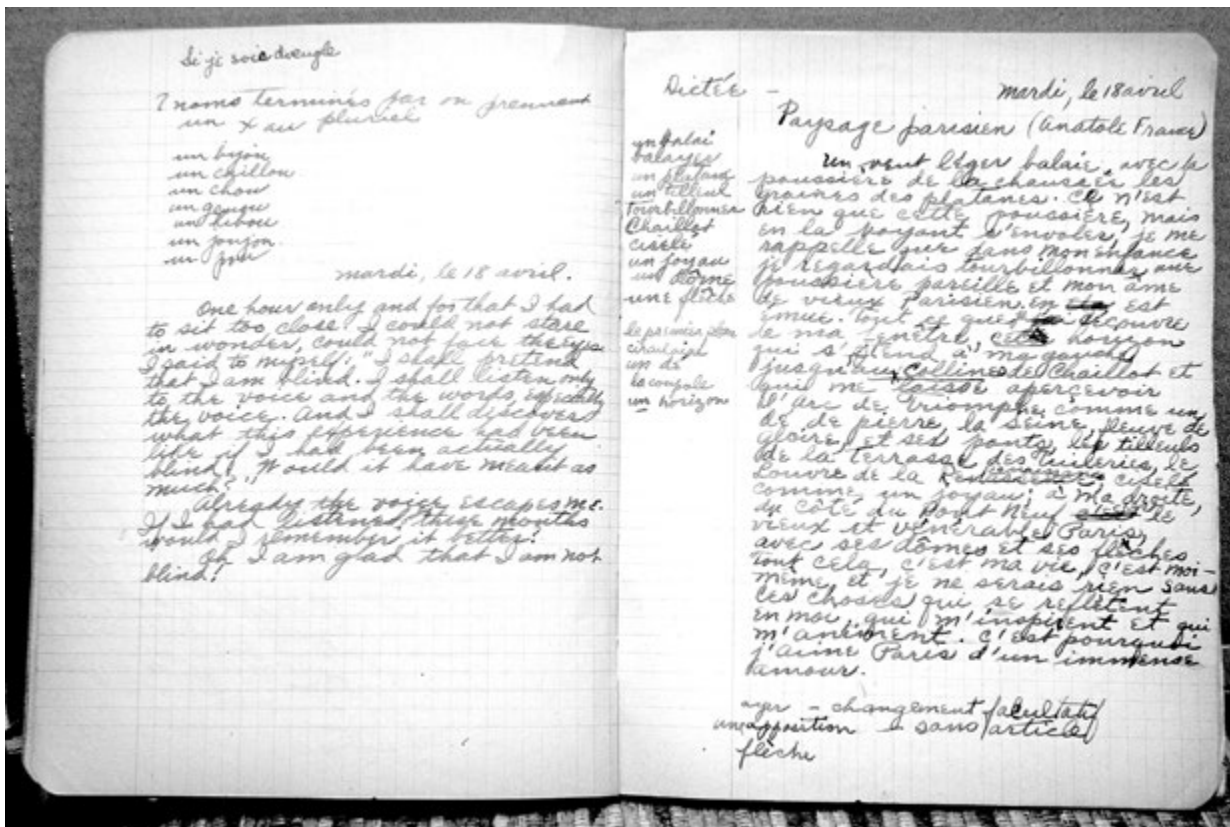 Si je sois aveugle
7 noms terminés par ou prennent
un x au pluriel
un bijou
un caillou
un chou
un genou
un hibou
un joujou
un pou
mardi, le 18 avril.
One hour only and for that I had
to sit too close. I could not stare
in wonder, could not face the eyes
I said to myself: "I shall pretend
that I am blind. I shall listen only
to the voice and the words, especially
the voice. And I shall discover
what this experience had been
like if I had been actually
blind. Would it have meant as
much?"
Already the voice escapes me.
If I had listened these months
would I remember it better?
Oh I am glad that I am not
blind!
Dictée - mardi, le 18 avril
Paysage parisien (Anatole France)
un balai
balayer
un platane
un tilleul
tourbillonner
Chaillot
ciselé
un joyau
un dôme
une flèche
le premier plan
un dé
la coupole
un horizon
Un vent léger balaie, avec la
poussière de la chaussée les
graines des platanes. Ce n'est
rien que cette poussière, mais
en la voyant s'envoler, je me
rappelle que dans mon enfance
je regardais tourbillonner une
poussière pareille et mon âme
de vieux Parisien en est
émue. Tout ce que je découvre
de ma fenêtre, cet horizon
qui s'étend à ma gauche
jusqu'au collines de Chaillot et
qui me laisse apercevoir
l'Arc de Triomphe comme un
dé de pierre, la Seine, fleuve de
gloire, et ses ponts, les tilleuls
de la terrasse des Tuileries, le
Louvre de la Renaissance ciselé
comme un joyau; à ma droite,
du côté du Pont Neuf le
vieux et vénérable Paris,
avec ses dômes et ses flèches
tout cela, c'est ma vie, c'est moi-
même, et je ne serais rien sans
ces choses qui se reflètent
en moi, qui m'inspirent et qui
m'animent. C'est pourquoi
j'aime Paris d'un immense
amour.
ayer - changement facultatif
une apposition - sans article
flèche